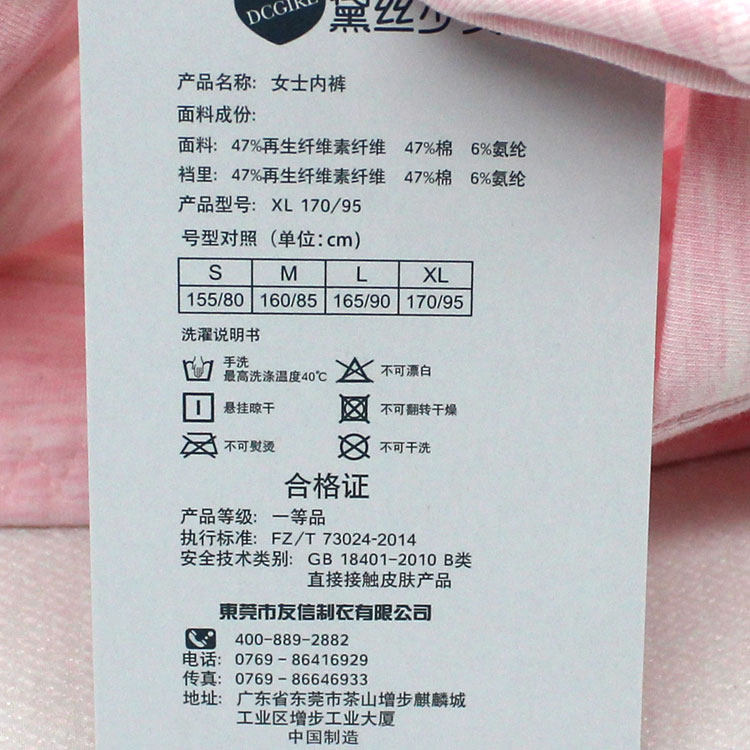 DCGIRL 黛丝少女
产品名称: 女士内裤
面料成份:
面料: 47%再生纤维素纤维 47%棉 6%氨纶
裆里: 47%再生纤维素纤维 47%棉 6%氨纶
产品型号: XL 170/95
号型对照 (单位:cm)
S M L XL
155/80 160/85 165/90 170/95
洗濯说明书
手洗
最高洗涤温度40℃ 不可漂白
悬挂晾干 不可翻转干燥
不可熨烫 不可干洗
合格证
产品等级: 一等品
执行标准: FZ/T 73024-2014
安全技术类别: GB 18401-2010 B类
直接接触皮肤产品
東莞市友信制衣有限公司
400-889-2882
电话: 0769 - 86416929
传真: 0769 - 86646933
地址: 广东省东莞市茶山增步麒麟城
工业区增步工业大厦
中国制造